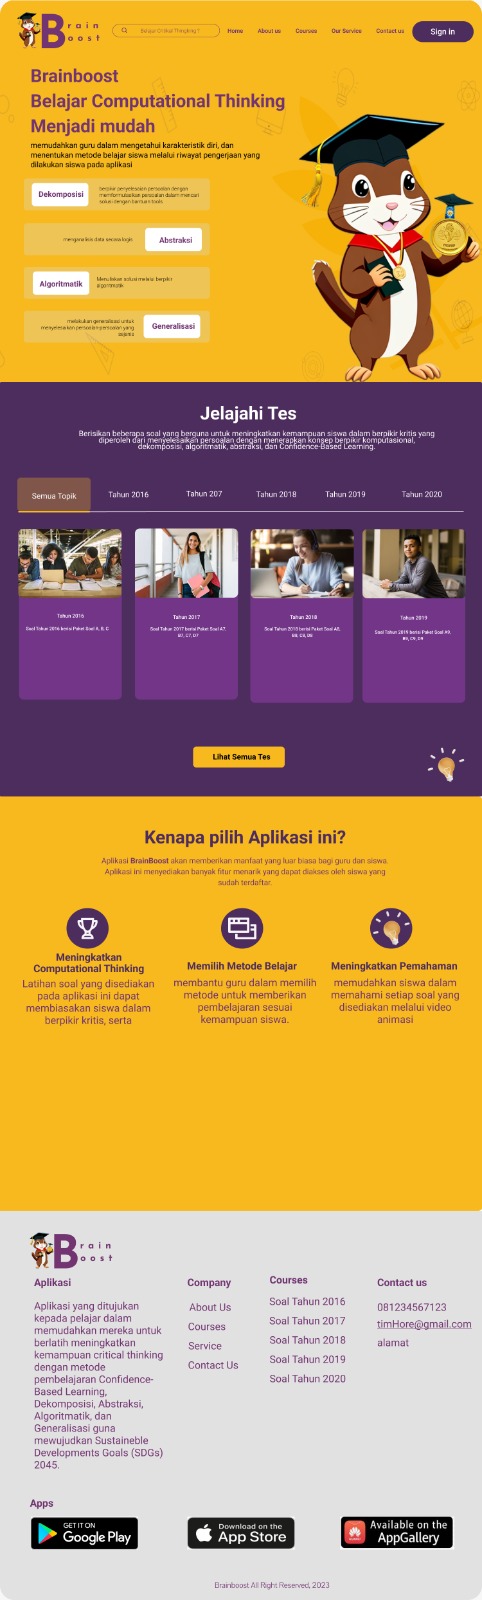 Brain
Boost
Belajar Critikal Thingking ?
Home
About us
Courses
Our Service
Contact us
Sign in
Brainboost
Belajar Computational Thinking
Menjadi mudah
memudahkan guru dalam mengetahui karakteristik diri, dan
menentukan metode belajar siswa melalui riwayat pengerjaan yang
dilakukan siswa pada aplikasi
Dekomposisi
berpikir penyelesaian persoalan dengan
memformulasikan persoalan dalam mencari
solusi dengan bantuan tools
menganalisis data secara logis
Abstraksi
Algoritmatik
Menuliskan solusi melalui berpikir
algoritmatik
melakukan generalisasi untuk
menyelesaikan persoalan-persoalan yang
sejenis
Generalisasi
Jelajahi Tes
Berisikan beberapa soal yang berguna untuk meningkatkan kemampuan siswa dalam berpikir kritis yang
diperoleh dari menyelesaikan persoalan dengan menerapkan konsep berpikir komputasional,
dekomposisi, algoritmatik, abstraksi, dan Confidence-Based Learning.
Semua Topik
Tahun 2016
Tahun 207
Tahun 2018
Tahun 2019
Tahun 2020
Tahun 2016
Soal Tahun 2016 berisi Paket Soal A, B, C
Tahun 2017
Soal Tahun 2017 berisi Paket Soal A7,
B7, C7, D7
Tahun 2018
Soal Tahun 2018 berisi Paket Soal A8,
B8, C8, D8
Tahun 2019
Soal Tahun 2019 berisi Paket Soal A9,
B9, C9, D9
Lihat Semua Tes
Kenapa pilih Aplikasi ini?
Aplikasi BrainBoost akan memberikan manfaat yang luar biasa bagi guru dan siswa.
Aplikasi ini menyediakan banyak fitur menarik yang dapat diakses oleh siswa yang
sudah terdaftar.
Meningkatkan
Computational Thinking
Latihan soal yang disediakan
pada aplikasi ini dapat
membiasakan siswa dalam
berpikir kritis, serta
Memilih Metode Belajar
membantu guru dalam memilih
metode untuk memberikan
pembelajaran sesuai
kemampuan siswa.
Meningkatkan Pemahaman
memudahkan siswa dalam
memahami setiap soal yang
disediakan melalui video
animasi
Brain
Boost
Aplikasi
Aplikasi yang ditujukan
kepada pelajar dalam
memudahkan mereka untuk
berlatih meningkatkan
kemampuan critical thinking
dengan metode
pembelajaran Confidence-
Based Learning,
Dekomposisi, Abstraksi,
Algoritmatik, dan
Generalisasi guna
mewujudkan Sustaineble
Developments Goals (SDGs)
2045.
Company
About Us
Courses
Service
Contact Us
Courses
Soal Tahun 2016
Soal Tahun 2017
Soal Tahun 2018
Soal Tahun 2019
Soal Tahun 2020
Contact us
081234567123
timHore@gmail.com
alamat
Apps
GET IT ON
Google Play
Download on the
App Store
Available on the
AppGallery
Brainboost All Right Reserved, 2023